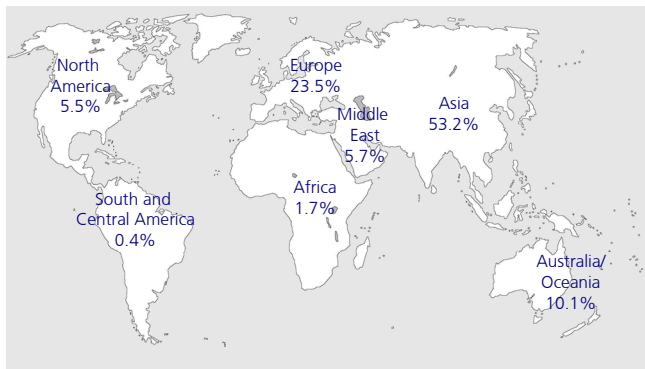 North
America
5.5%
Europe
23.5%
Asia
53.2%
Middle
East
5.7%
Africa
1.7%
South and
Central America
0.4%
Australia/
Oceania
10.1%